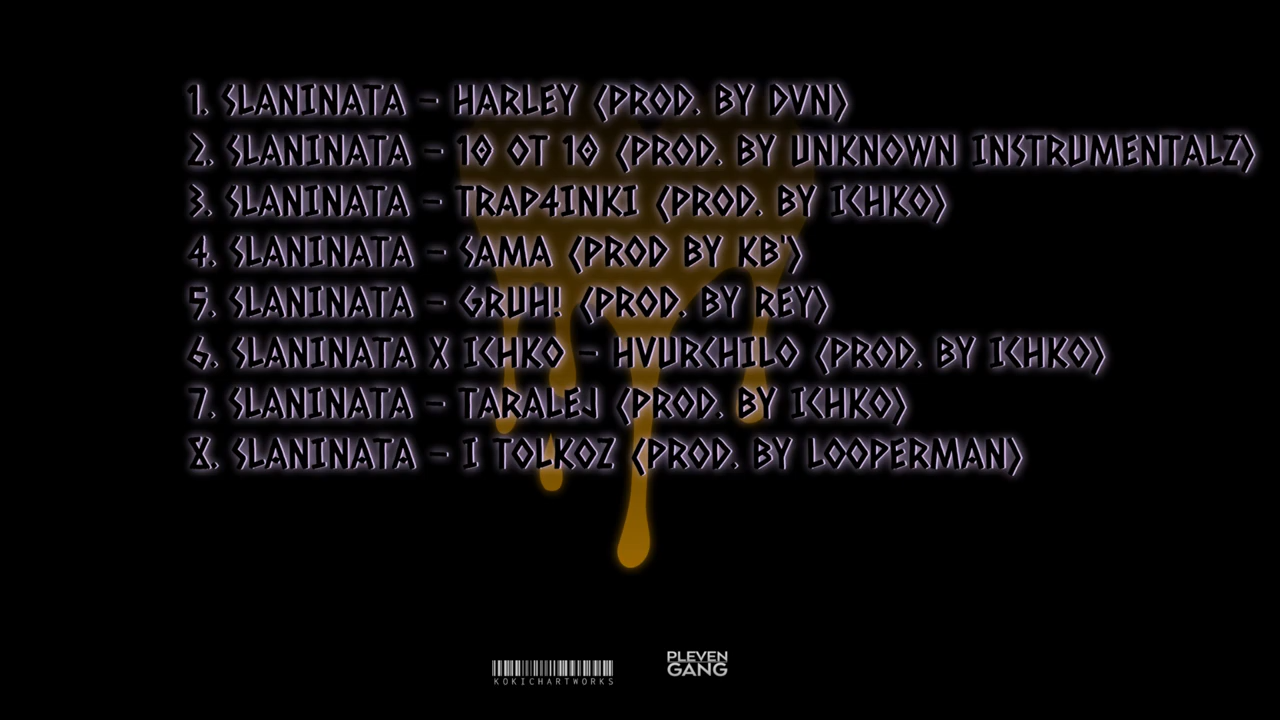 1. SLANINATA - HARLEY (PROD. BY DVN)
2. SLANINATA - 10 OT 10 (PROD. BY UNKNOWN INSTRUMENTALZ)
3. SLANINATA - TRAP4INKI (PROD. BY ICHKO)
4. SLANINATA - SAMA (PROD BY KB')
5. SLANINATA - GRUH! (PROD. BY REY)
6. SLANINATA X ICHKO - HVURCHILO (PROD. BY ICHKO)
7. SLANINATA - TARALEJ (PROD. BY ICHKO)
8. SLANINATA - I TOLKOZ (PROD. BY LOOPERMAN)
PLEVEN
GANG
KOKICHARTWORKS